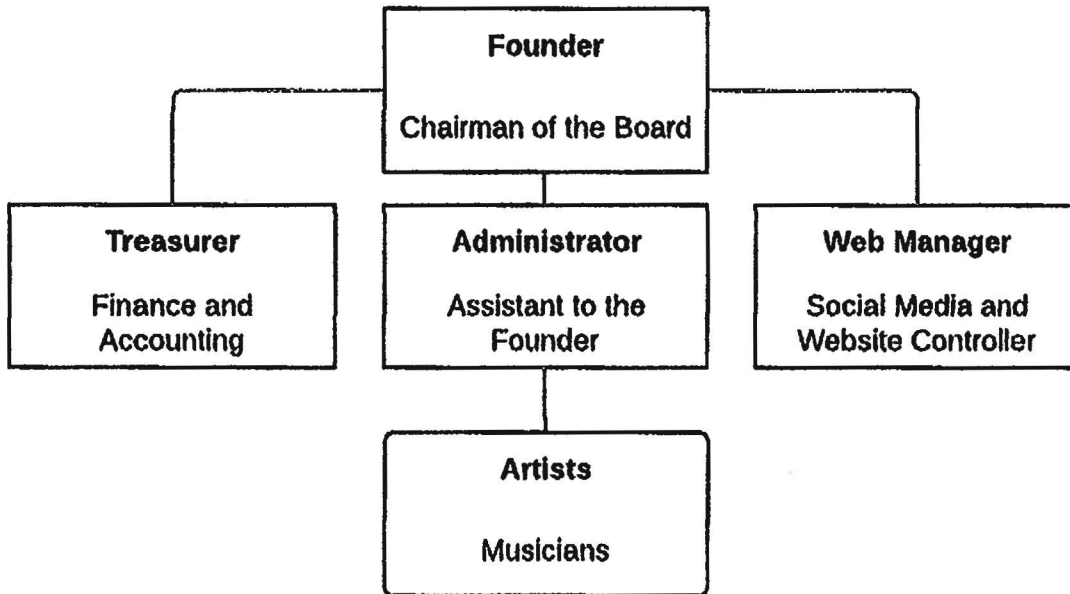 Founder
Chairman of the Board
Treasurer
Finance and
Accounting
Administrator
Assistant to the
Founder
Web Manager
Social Media and
Website Controller
Artists
Musicians